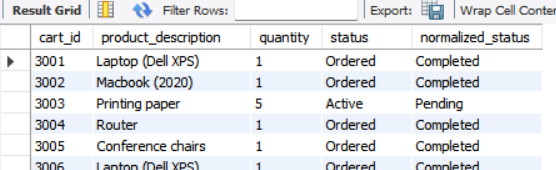 Result Grid Filter Rows: Export: Wrap Cell Conten
cart_id product_description quantity status normalized_status
3001 Laptop (Dell XPS) 1 Ordered Completed
3002 Macbook (2020) 1 Ordered Completed
3003 Printing paper 5 Active Pending
3004 Router 1 Ordered Completed
3005 Conference chairs 1 Ordered Completed
3006 Laptop (Dell XPS) 1 Ordered Completed